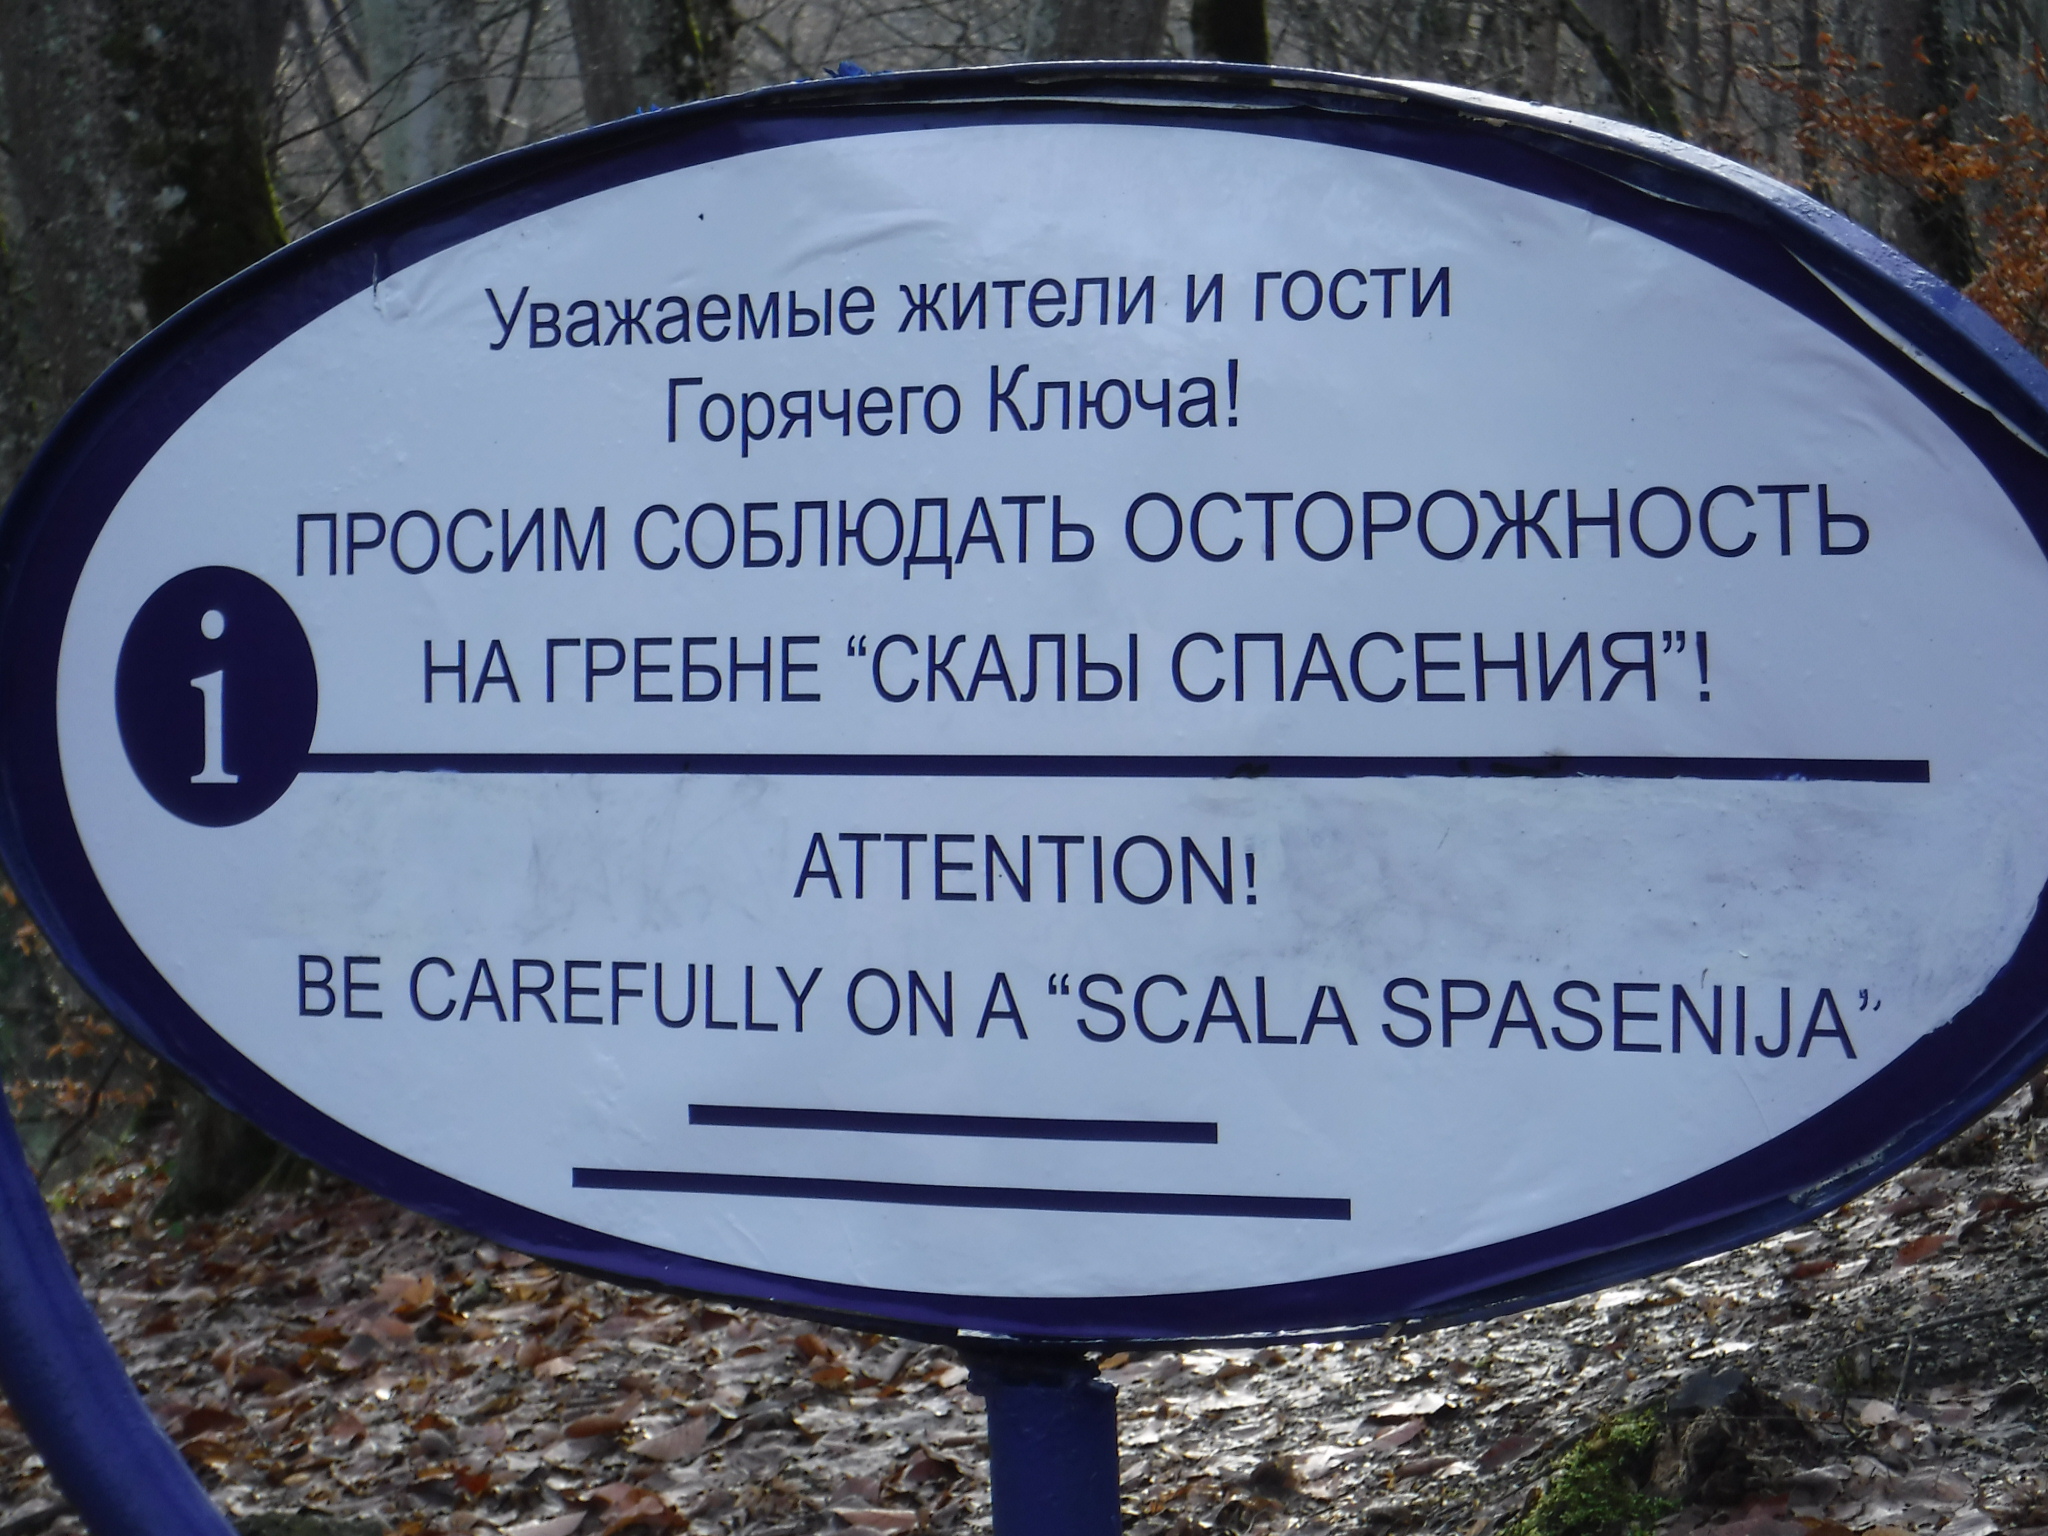 Уважаемые жители и гости
Горячего Ключа!
ПРОСИМ СОБЛЮДАТЬ ОСТОРОЖНОСТЬ
НА ГРЕБНЕ “СКАЛЫ СПАСЕНИЯ”!
i
ATTENTION!
BE CAREFULLY ON A “SCALA SPASENIJA”